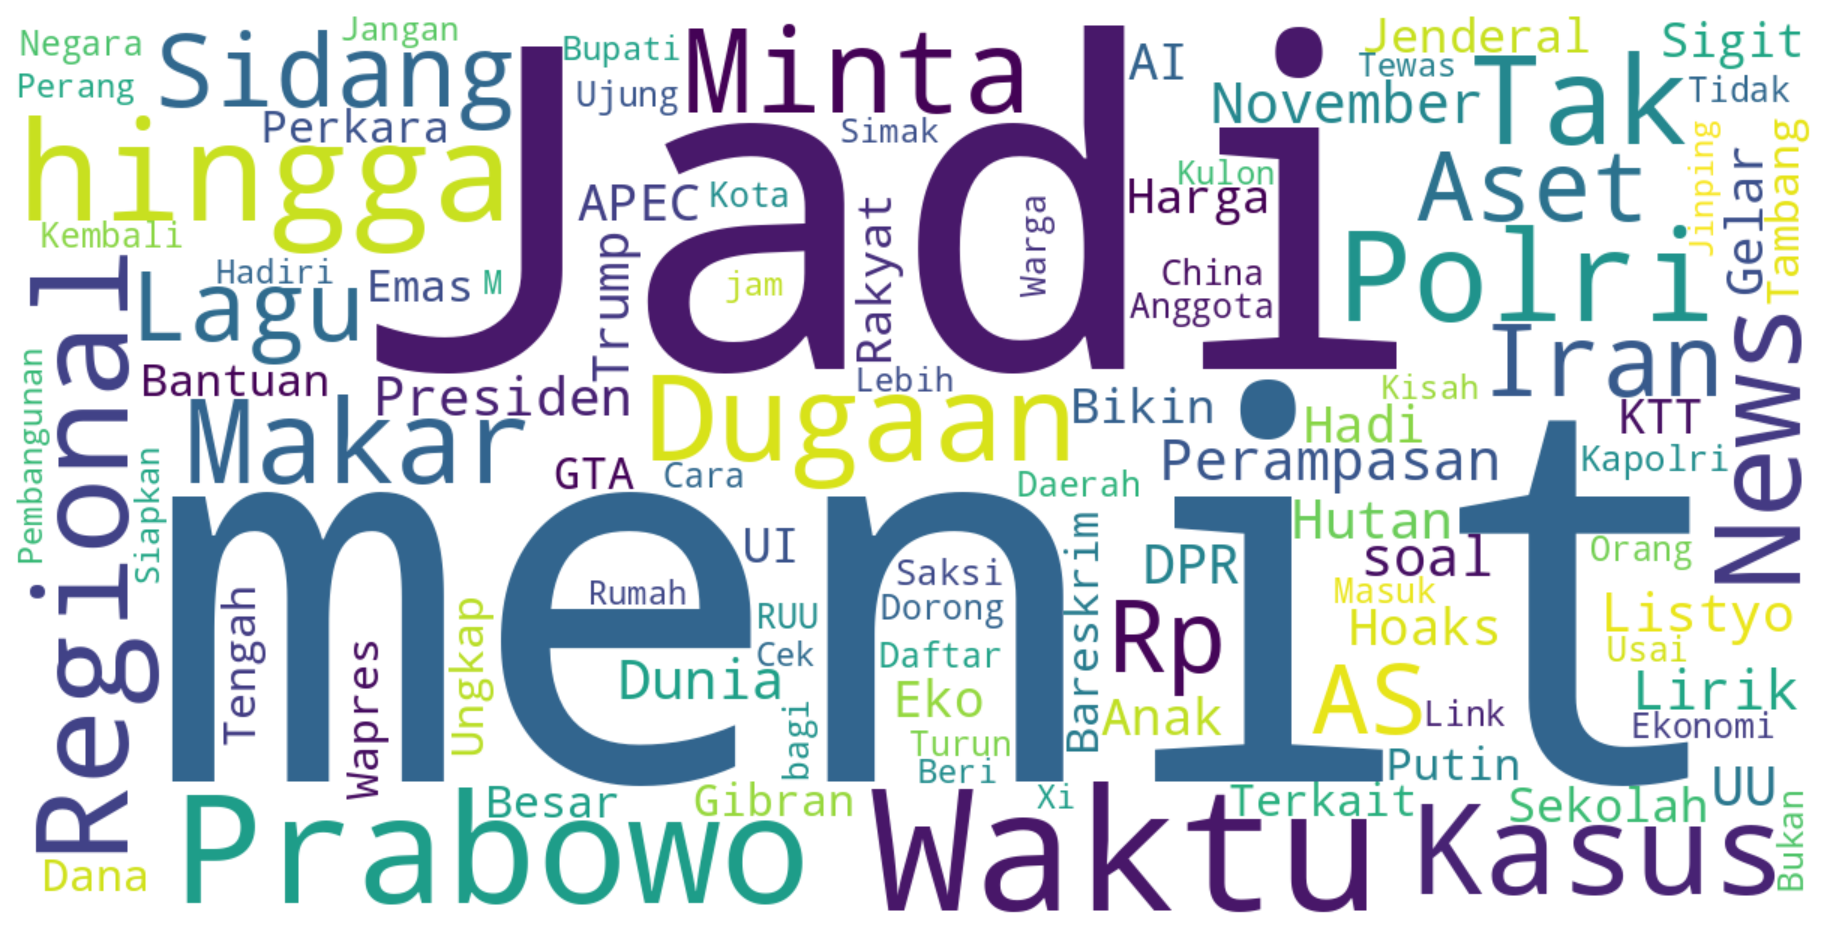 Negara
Jangan
Bupati
Minta
AI
Jenderal
Sigit
Perang
Sidang
Ujung
Tewas
Tidak
November
Tak
Perkara
Simak
Jadi
hingga
Kulon
Aset
Jinping
Gelar
Tambang
APEC
Kota
Harga
Kembali
Rakyat
Warga
Trump
Hadiri
Lagu
Emas
M
jam
China
Anggota
Polri
Regional
Iran
News
Bantuan
Presiden
Lebih
Kisah
Dugaan
Bikin
Hadi
KTT
Makar
Pembangunan
Siapkan
GTA
Cara
Daerah
Perampasan
Kapolri
menit
Hutan
UI
Bareskrim
DPR
soal
Orang
Saksi
Rumah
Dorong
RUU
Masuk
Hoaks
Listyo
Tengah
Wapres
Ungkap
Cek
Daftar
Rp
Usai
Dunia
Eko
Anak
AS
Link
Lirik
Ekonomi
bagi
Turun
Beri
Putin
UU
Besar
Gibran
Xi
Terkait
Sekolah
Bukan
Dana
Prabowo
Waktu
Kasus